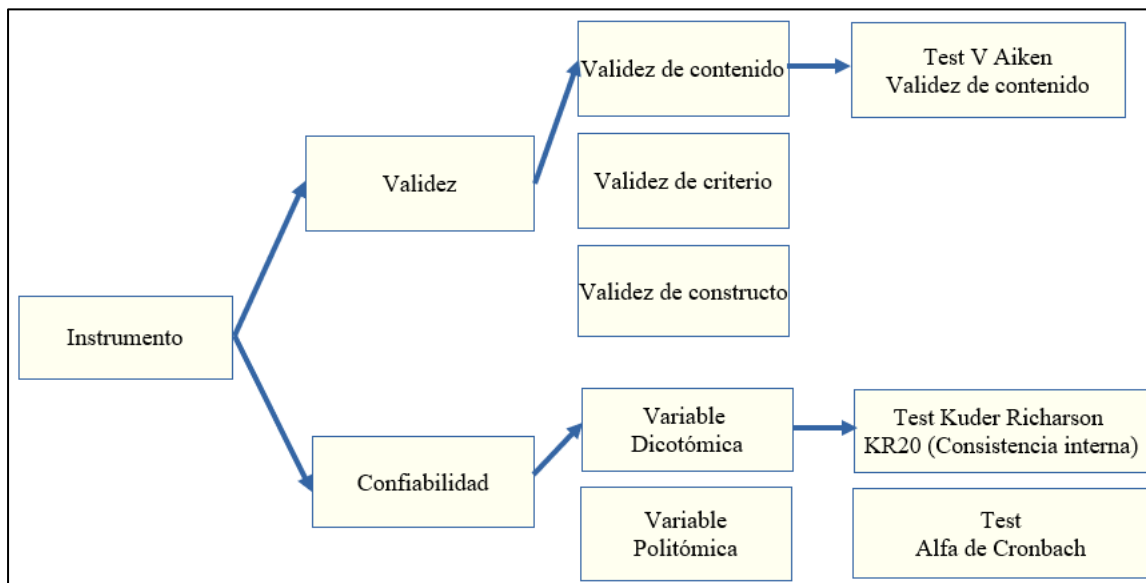 Instrumento
Validez
Confiabilidad
Validez de contenido
Validez de criterio
Validez de constructo
Variable
Dicotómica
Variable
Politómica
Test V Aiken
Validez de contenido
Test Kuder Richarson
KR20 (Consistencia interna)
Test
Alfa de Cronbach